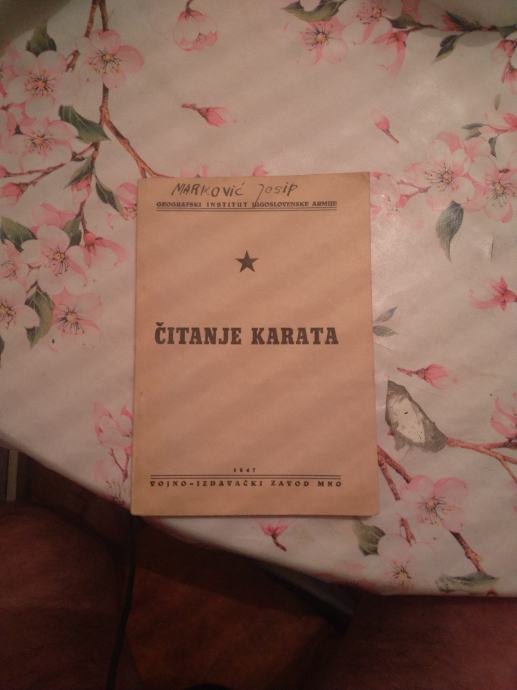 MARKOVIĆ Josip
GEOGRAFSKI INSTITUT JUGOSLOVENSKE ARMIJE
ČITANJE KARATA
1947
VOJNO-IZDAVAČKI ZAVOD MNO